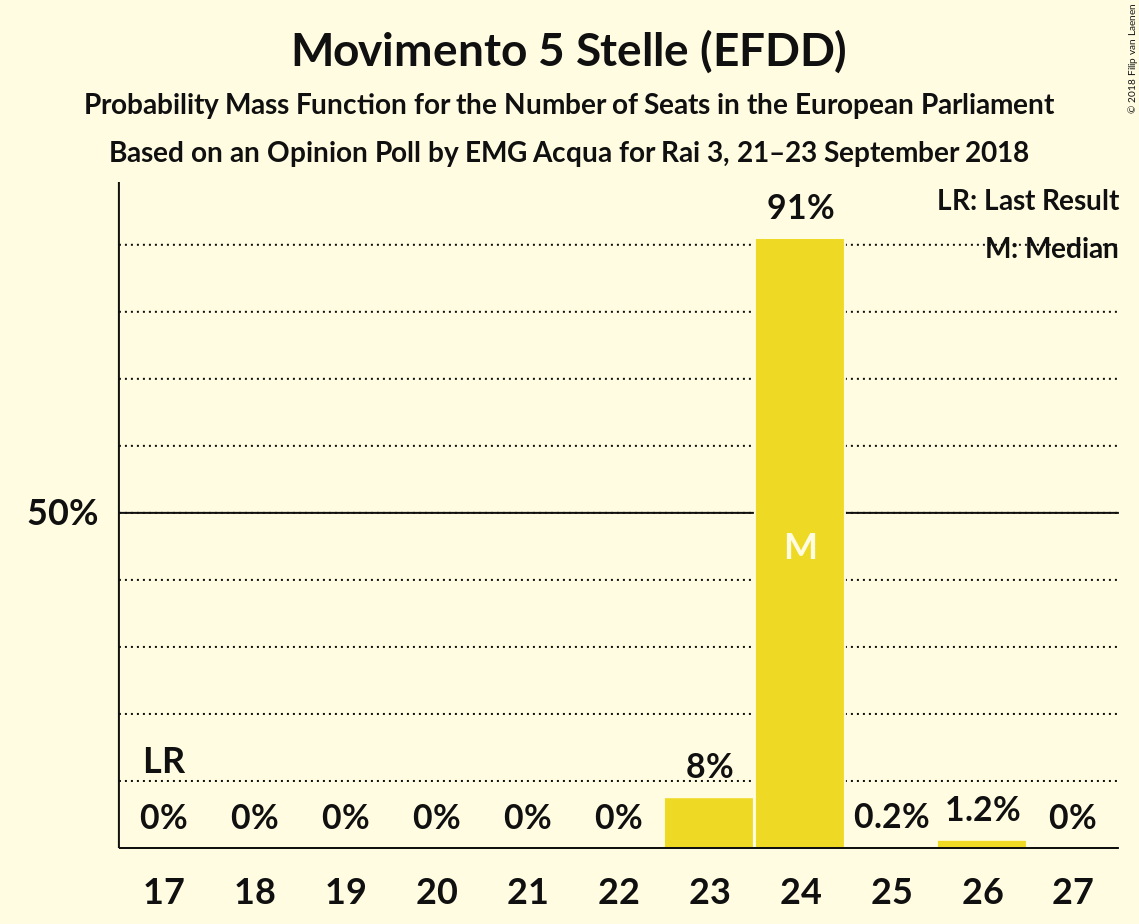 Movimento 5 Stelle (EFDD)
Probability Mass Function for the Number of Seats in the European Parliament
Based on an Opinion Poll by EMG Acqua for Rai 3, 21–23 September 2018
© 2018 Filip van Laenen
LR: Last Result
M: Median
91%
50%
M
LR
8%
0% 0% 0% 0% 0% 0% 0.2% 1.2% 0%
17 18 19 20 21 22 23 24 25 26 27